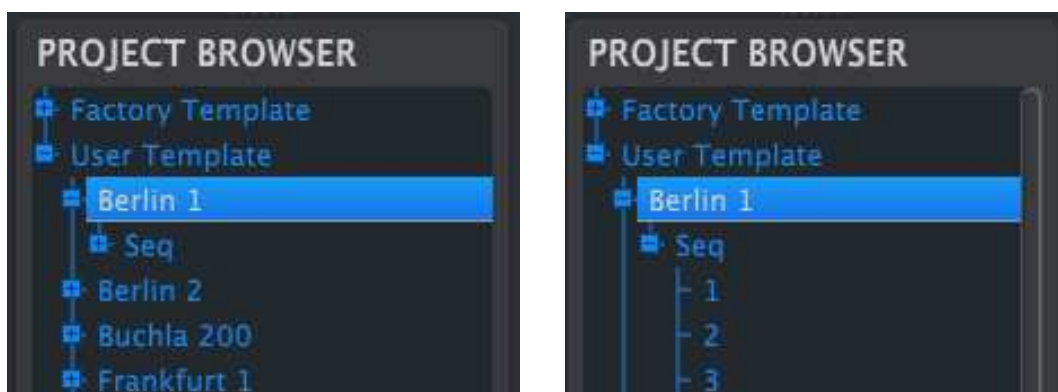 PROJECT BROWSER
Factory Template
User Template
Berlin 1
Seq
Berlin 2
Buchla 200
Frankfurt 1
PROJECT BROWSER
Factory Template
User Template
Berlin 1
Seq
1
2
3